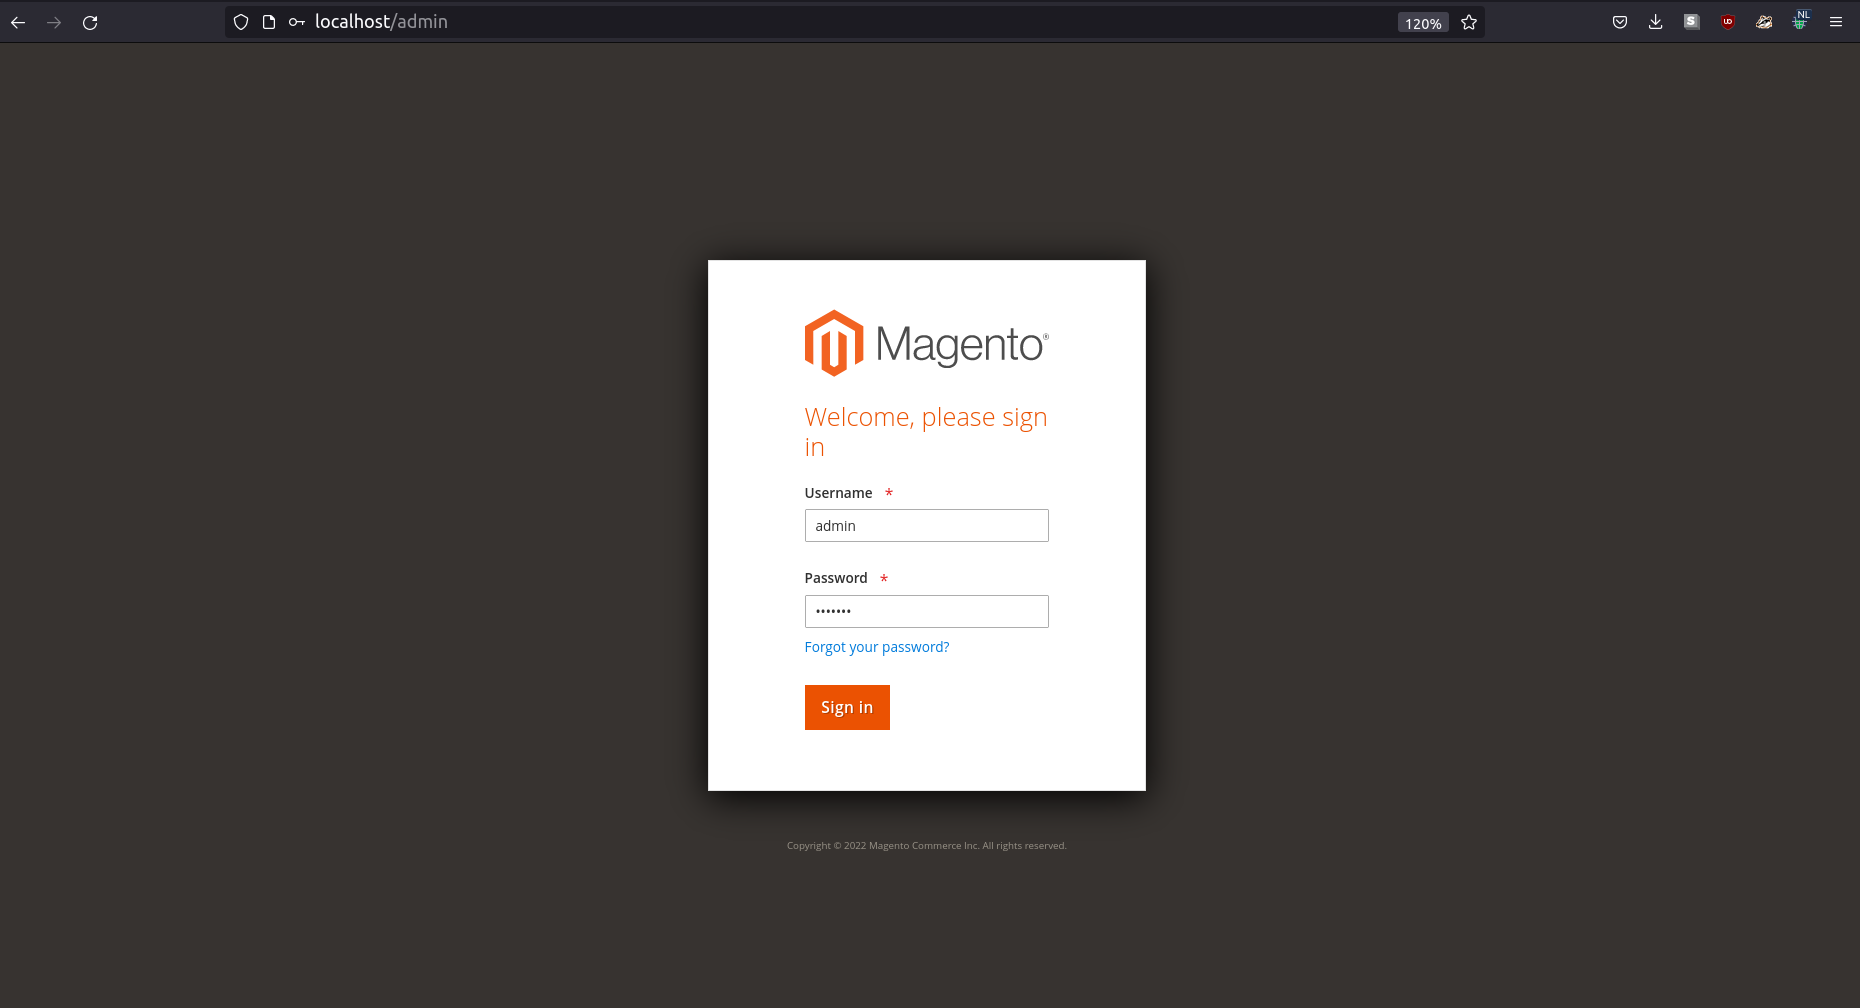 localhost/admin
120%
S
UD
NL
Magento®
Welcome, please sign
in
Username *
admin
Password *
•••••••
Forgot your password?
Sign in
Copyright © 2022 Magento Commerce Inc. All rights reserved.